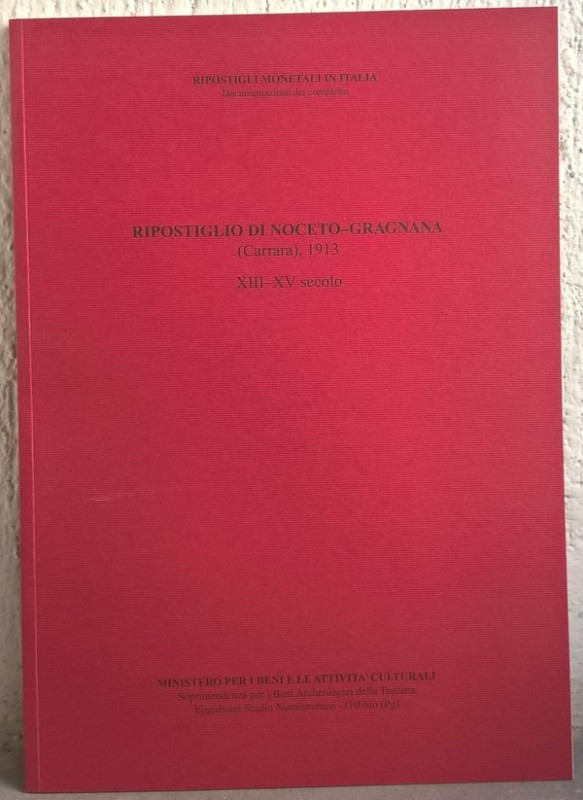 RIPOSTIGLI MONETALI IN ITALIA
Documentazione dei complessi
RIPOSTIGLIO DI NOCETO–GRAGNANA
(Carrara), 1913
XIII–XV secolo
MINISTERO PER I BENI E LE ATTIVITA' CULTURALI
Soprintendenza per i Beni Archeologici della Toscana
Eugubium Studio Numismatico - Gubbio (Pg)